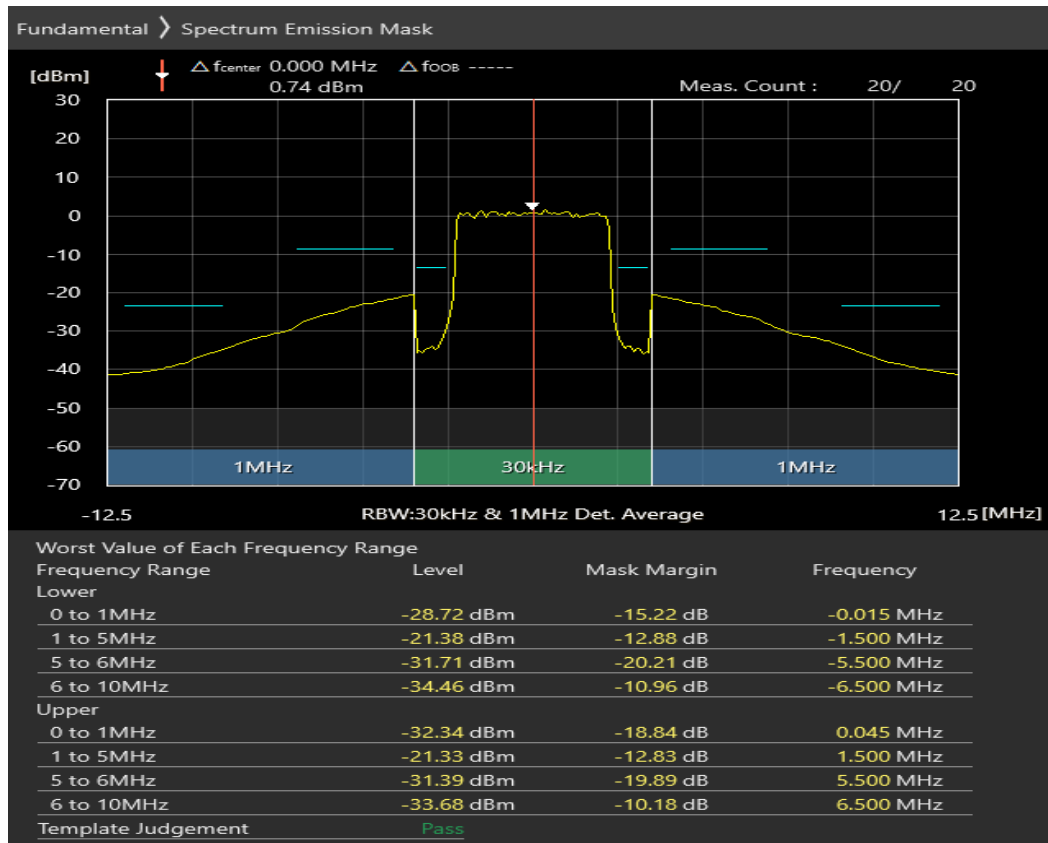 Fundamental ❯ Spectrum Emission Mask
[dBm] △ fcenter 0.000 MHz △ fOOB -----
0.74 dBm Meas. Count : 20/ 20
30
20
10
0
-10
-20
-30
-40
-50
-60
1MHz 30kHz 1MHz
-70
-12.5 RBW:30kHz & 1MHz Det. Average 12.5 [MHz]
Worst Value of Each Frequency Range
Frequency Range Level Mask Margin Frequency
Lower
0 to 1MHz -28.72 dBm -15.22 dB -0.015 MHz
1 to 5MHz -21.38 dBm -12.88 dB -1.500 MHz
5 to 6MHz -31.71 dBm -20.21 dB -5.500 MHz
6 to 10MHz -34.46 dBm -10.96 dB -6.500 MHz
Upper
0 to 1MHz -32.34 dBm -18.84 dB 0.045 MHz
1 to 5MHz -21.33 dBm -12.83 dB 1.500 MHz
5 to 6MHz -31.39 dBm -19.89 dB 5.500 MHz
6 to 10MHz -33.68 dBm -10.18 dB 6.500 MHz
Template Judgement Pass